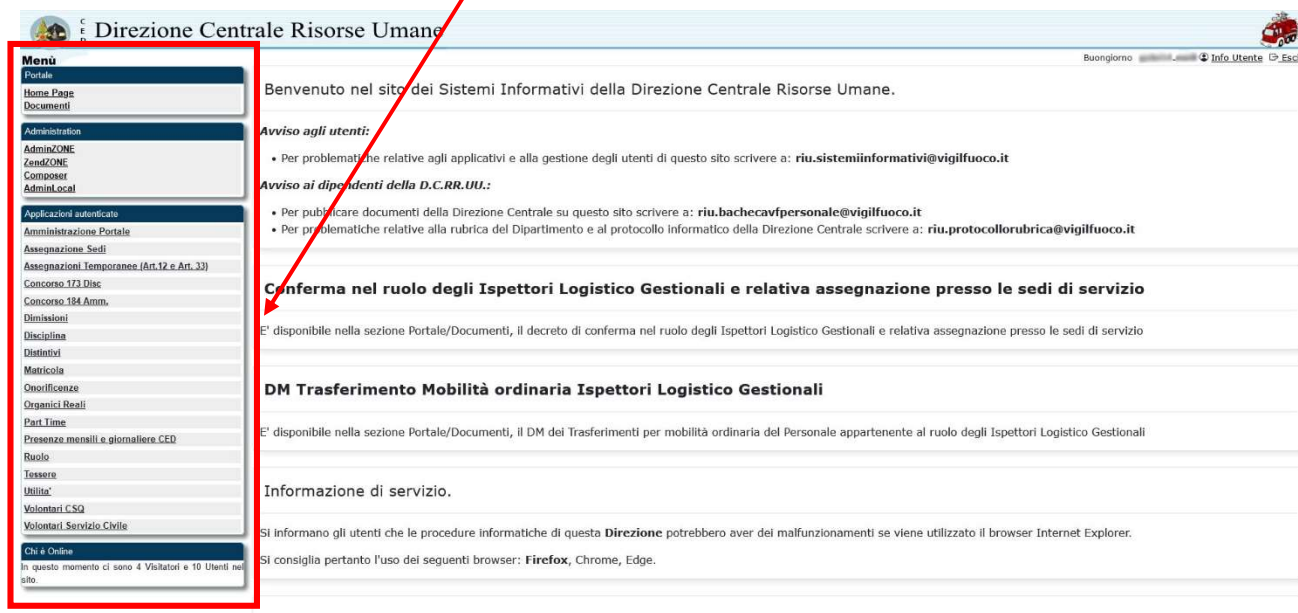 CED
Direzione Centrale Risorse Umane
Buongiorno Info Utente Esci
Menù
Portale
Home Page
Documenti
Administration
AdminZONE
ZendZONE
Composer
AdminLocal
Applicazioni autenticate
Amministrazione Portale
Assegnazione Sedi
Assegnazioni Temporanee (Art.12 e Art. 33)
Concorso 173 Disc
Concorso 184 Amm.
Dimissioni
Disciplina
Distintivi
Matricola
Onorificenze
Organici Reali
Part Time
Presenze mensili e giornaliere CED
Ruolo
Tessere
Utilita'
Volontari CSQ
Volontari Servizio Civile
Chi è Online
In questo momento ci sono 4 Visitatori e 10 Utenti nel
sito.
Benvenuto nel sito dei Sistemi Informativi della Direzione Centrale Risorse Umane.
Avviso agli utenti:
• Per problematiche relative agli applicativi e alla gestione degli utenti di questo sito scrivere a: riu.sistemiinformativi@vigilfuoco.it
Avviso ai dipendenti della D.C.RR.UU.:
• Per pubblicare documenti della Direzione Centrale su questo sito scrivere a: riu.bachecavfpersonale@vigilfuoco.it
• Per problematiche relative alla rubrica del Dipartimento e al protocollo informatico della Direzione Centrale scrivere a: riu.protocollorubrica@vigilfuoco.it
Conferma nel ruolo degli Ispettori Logistico Gestionali e relativa assegnazione presso le sedi di servizio
E' disponibile nella sezione Portale/Documenti, il decreto di conferma nel ruolo degli Ispettori Logistico Gestionali e relativa assegnazione presso le sedi di servizio
DM Trasferimento Mobilità ordinaria Ispettori Logistico Gestionali
E' disponibile nella sezione Portale/Documenti, il DM dei Trasferimenti per mobilità ordinaria del Personale appartenente al ruolo degli Ispettori Logistico Gestionali
Informazione di servizio.
Si informano gli utenti che le procedure informatiche di questa Direzione potrebbero aver dei malfunzionamenti se viene utilizzato il browser Internet Explorer.
Si consiglia pertanto l'uso dei seguenti browser: Firefox, Chrome, Edge.